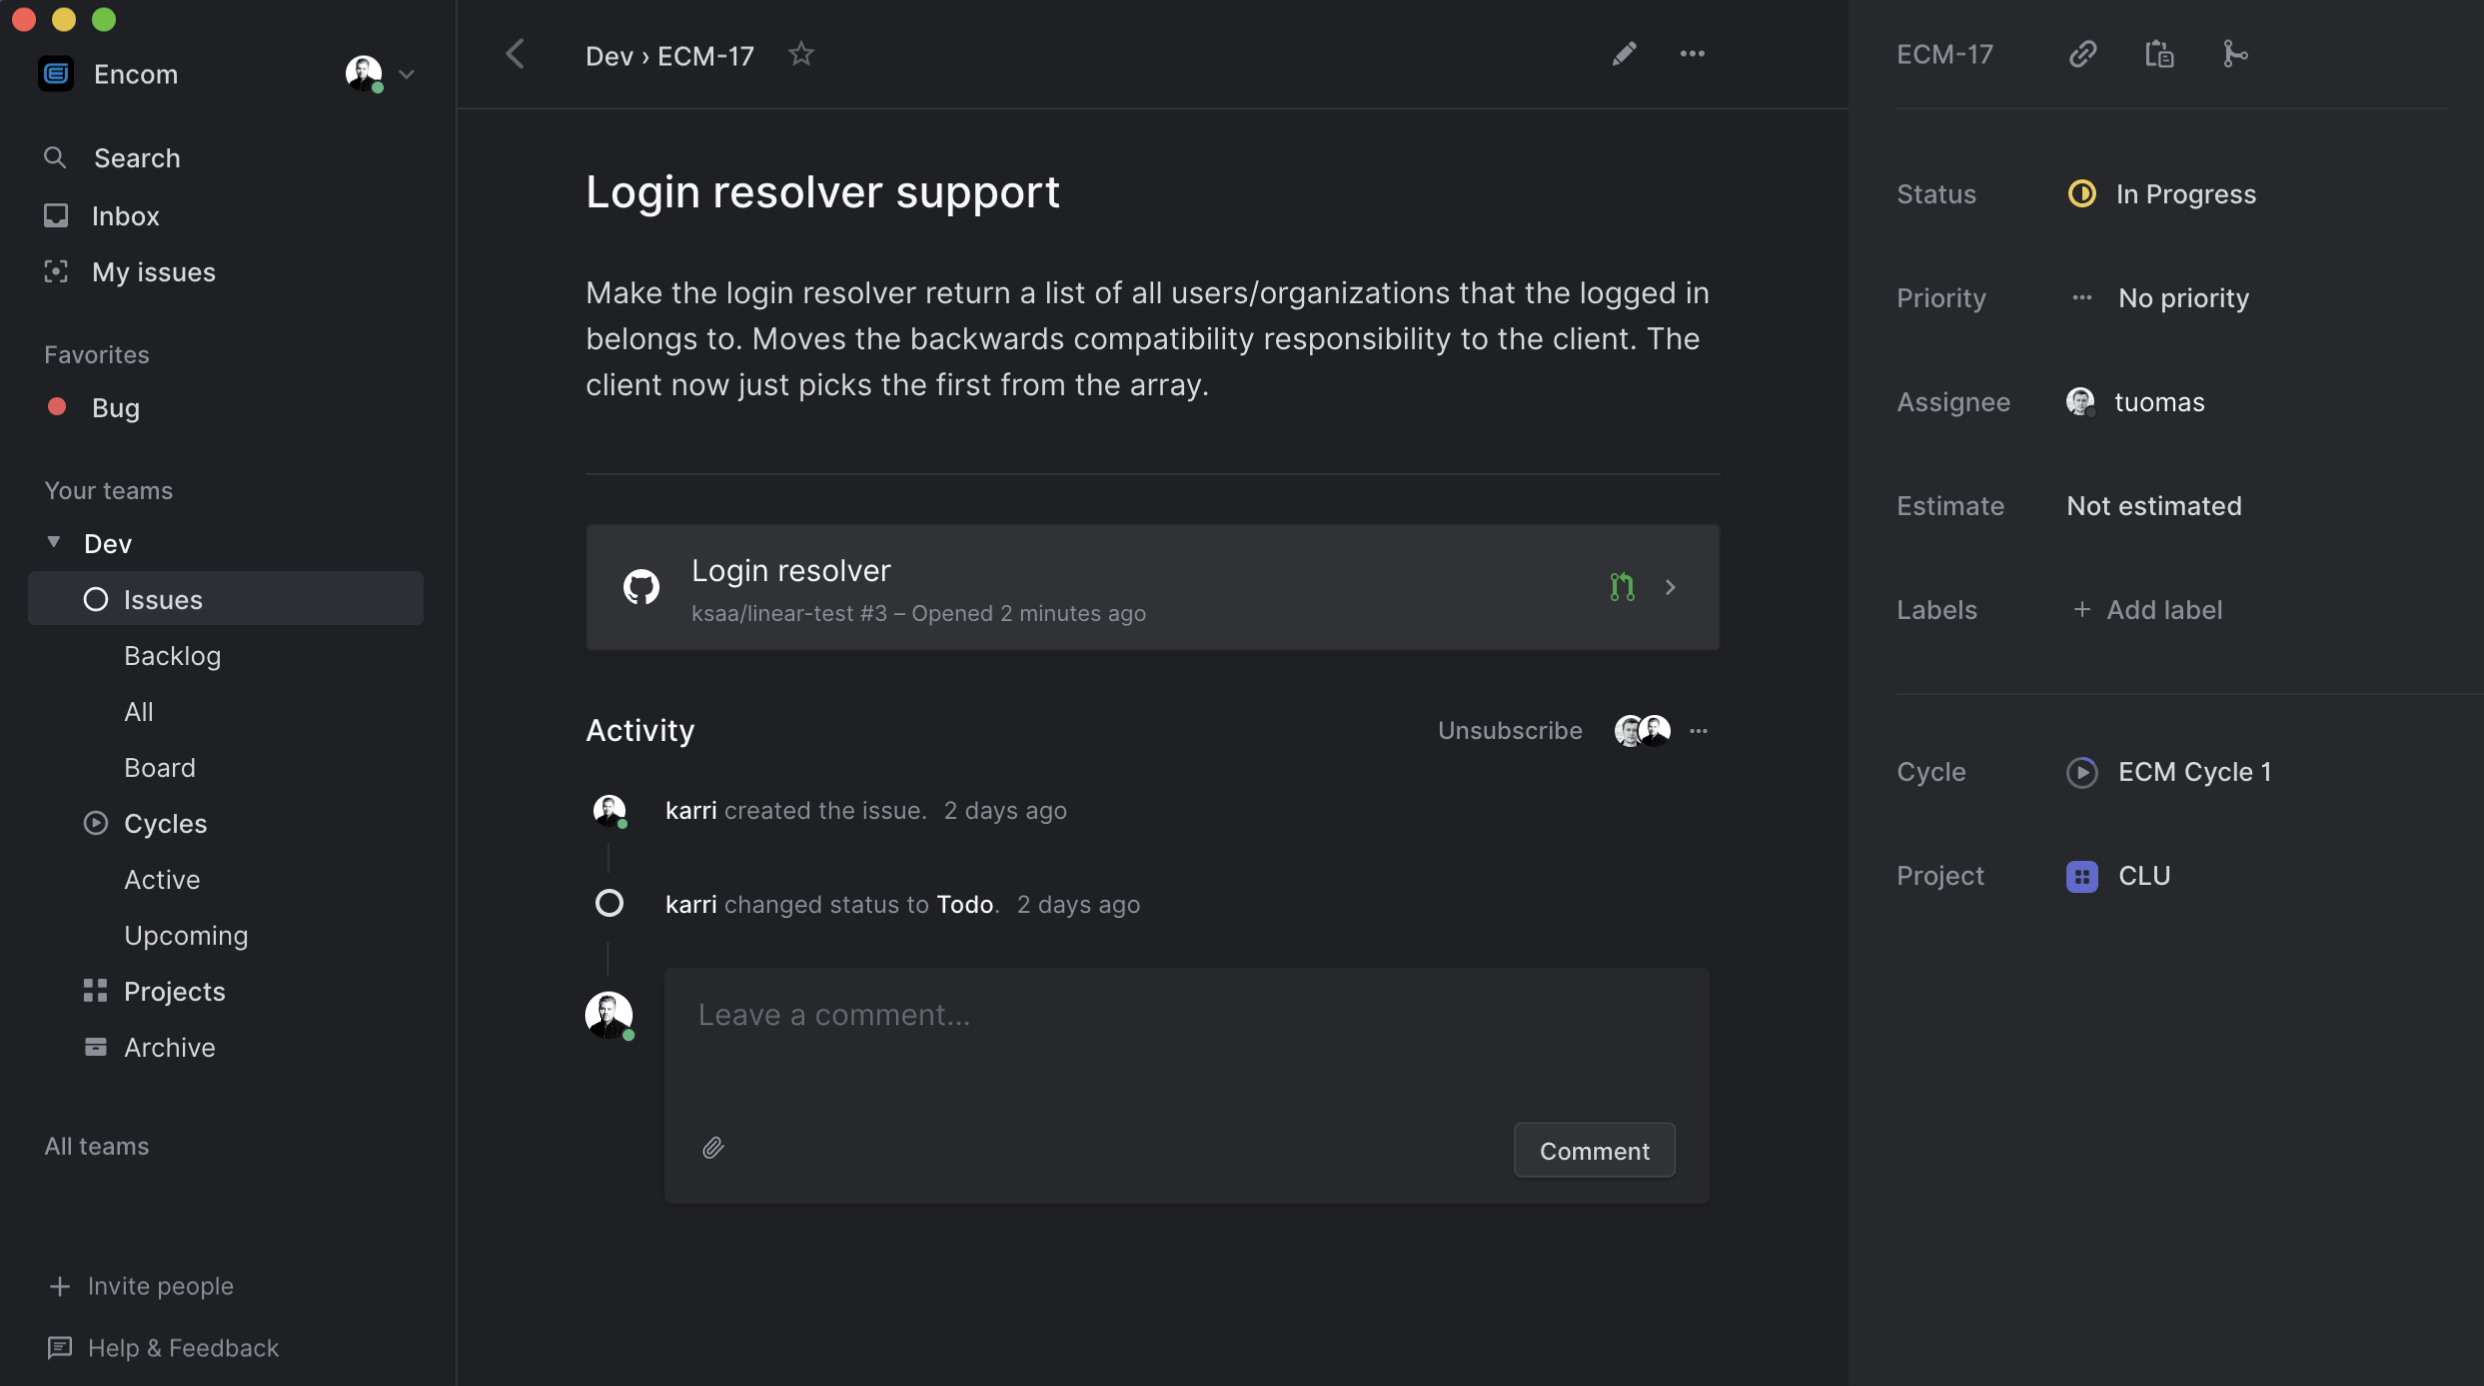 Encom
Search
Inbox
My issues
Favorites
Bug
Your teams
Dev
Issues
Backlog
All
Board
Cycles
Active
Upcoming
Projects
Archive
All teams
Invite people
Help & Feedback
Dev › ECM-17
Login resolver support
Make the login resolver return a list of all users/organizations that the logged in
belongs to. Moves the backwards compatibility responsibility to the client. The
client now just picks the first from the array.
Login resolver
ksaa/linear-test #3 – Opened 2 minutes ago
Activity
Unsubscribe
karri created the issue. 2 days ago
karri changed status to Todo. 2 days ago
Leave a comment...
Comment
ECM-17
Status In Progress
Priority No priority
Assignee tuomas
Estimate Not estimated
Labels + Add label
Cycle ECM Cycle 1
Project CLU